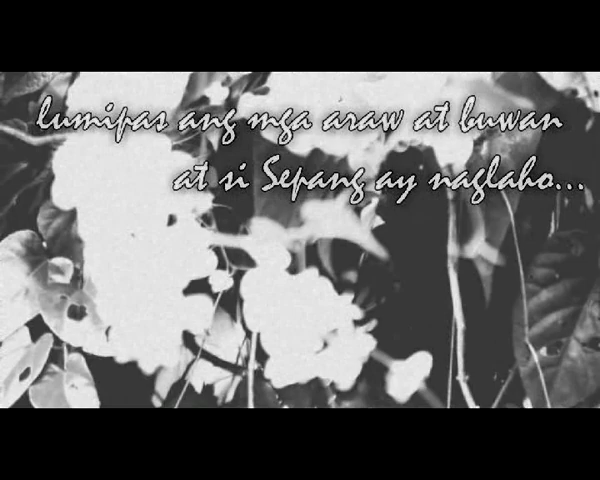 lumipas ang mga araw at buwan
at si Sepang ay naglaho...